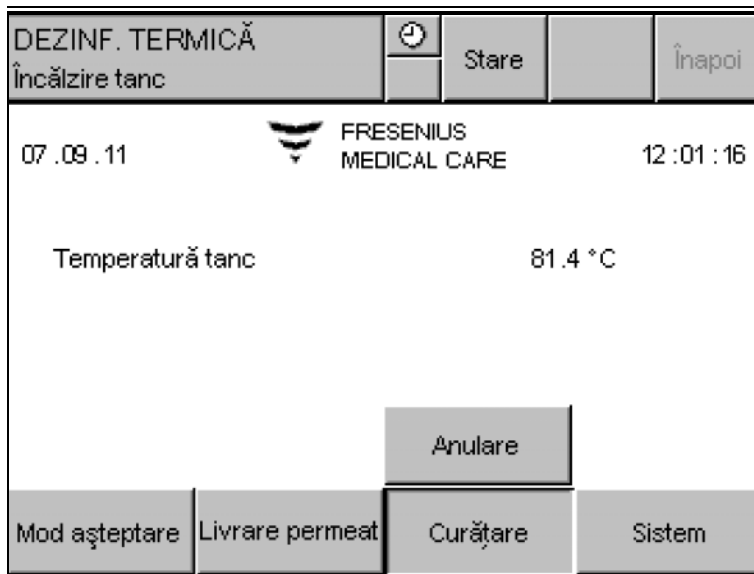 DEZINF. TERMICĂ
Încălzire tanc
Stare
Înapoi
07 .09 .11
FRESENIUS
MEDICAL CARE
12 :01 : 16
Temperatură tanc 81 .4 °C
Anulare
Mod aşteptare Livrare permeat Curăţare Sistem